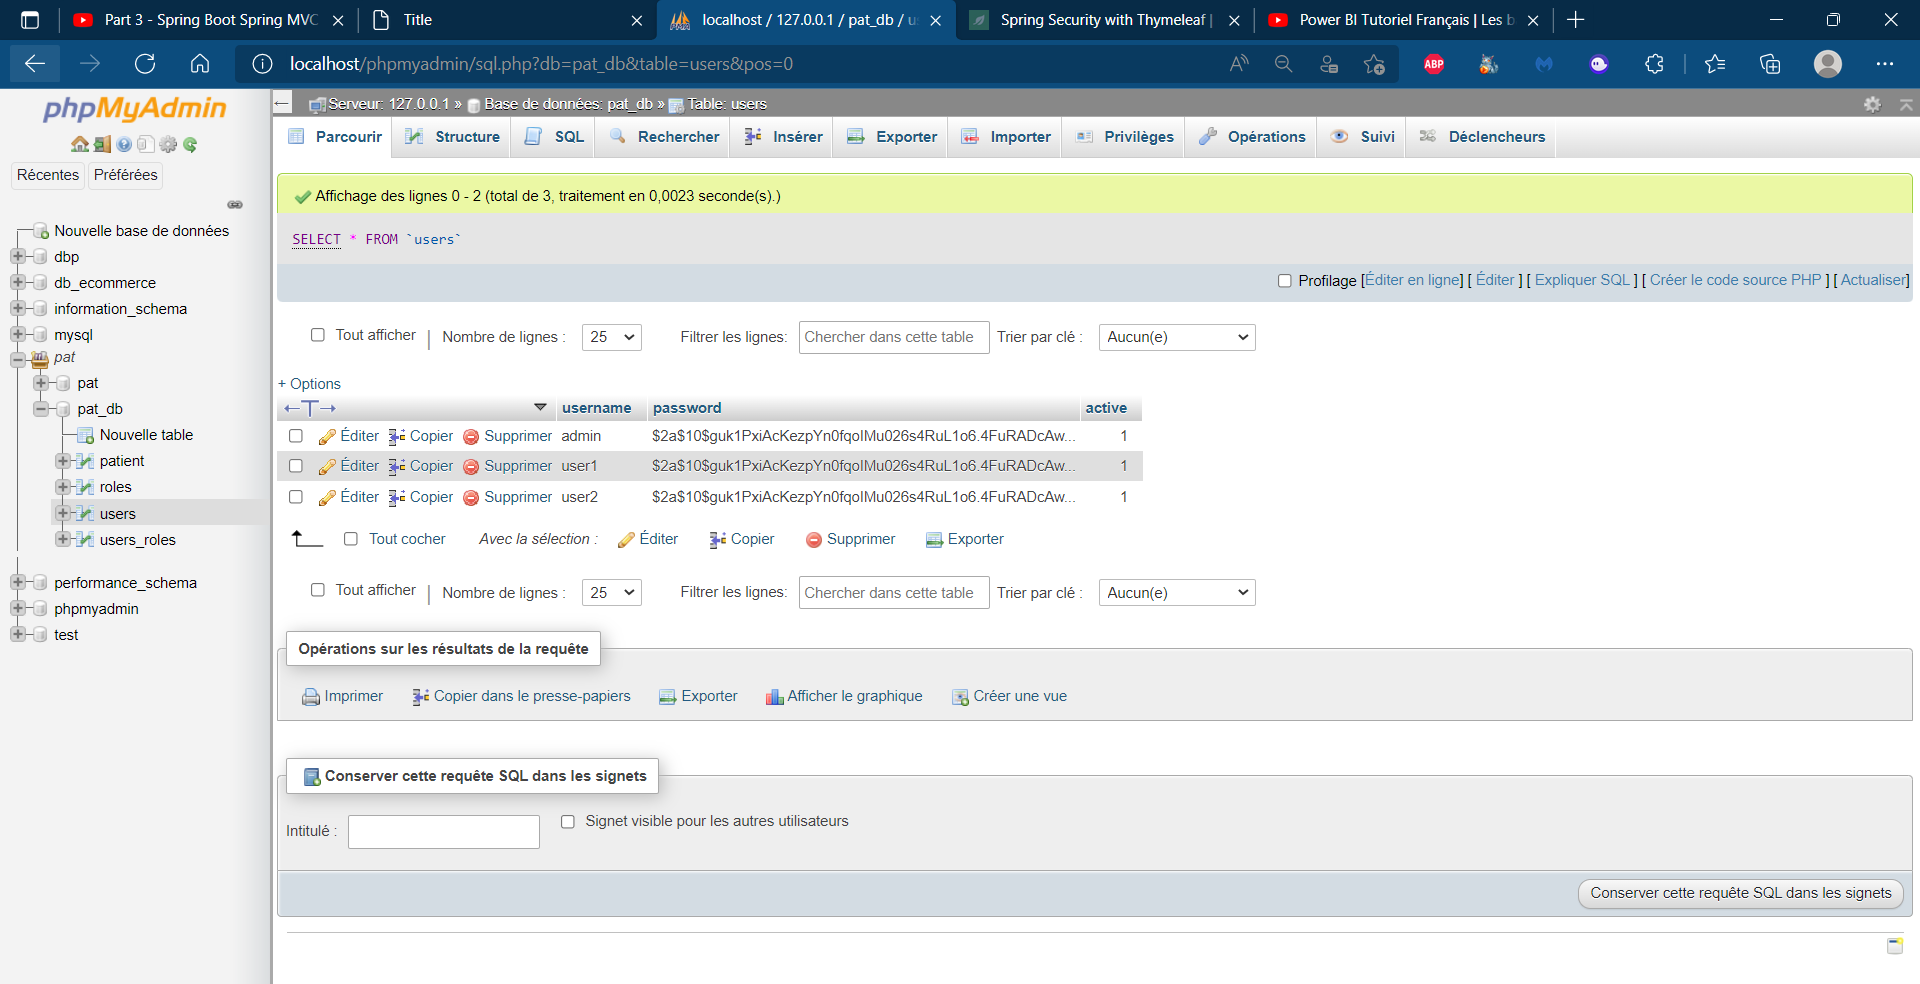 Part 3 - Spring Boot Spring MVC
Title
localhost / 127.0.0.1 / pat_db / us
Spring Security with Thymeleaf |
Power BI Tutoriel Français | Les b
localhost/phpmyadmin/sql.php?db=pat_db&table=users&pos=0
ABP
phpMyAdmin
Récentes
Préférées
Nouvelle base de données
dbp
db_ecommerce
information_schema
mysql
pat
pat
pat_db
Nouvelle table
patient
roles
users
users_roles
performance_schema
phpmyadmin
test
Serveur: 127.0.0.1 » Base de données: pat_db » Table: users
Parcourir Structure SQL Rechercher Insérer Exporter Importer Privilèges Opérations Suivi Déclencheurs
Affichage des lignes 0 - 2 (total de 3, traitement en 0,0023 seconde(s).)
SELECT * FROM `users`
Profilage [Éditer en ligne] [ Éditer ] [ Expliquer SQL ] [ Créer le code source PHP ] [ Actualiser]
Tout afficher | Nombre de lignes : 25 Filtrer les lignes: Chercher dans cette table Trier par clé : Aucun(e)
+ Options
←T→ username password active
Éditer Copier Supprimer admin $2a$10$guk1PxiAcKezpYn0fqoIMu026s4RuL1o6.4FuRADcAw... 1
Éditer Copier Supprimer user1 $2a$10$guk1PxiAcKezpYn0fqoIMu026s4RuL1o6.4FuRADcAw... 1
Éditer Copier Supprimer user2 $2a$10$guk1PxiAcKezpYn0fqoIMu026s4RuL1o6.4FuRADcAw... 1
Tout cocher Avec la sélection : Éditer Copier Supprimer Exporter
Tout afficher | Nombre de lignes : 25 Filtrer les lignes: Chercher dans cette table Trier par clé : Aucun(e)
Opérations sur les résultats de la requête
Imprimer Copier dans le presse-papiers Exporter Afficher le graphique Créer une vue
Conserver cette requête SQL dans les signets
Intitulé : Signet visible pour les autres utilisateurs
Conserver cette requête SQL dans les signets